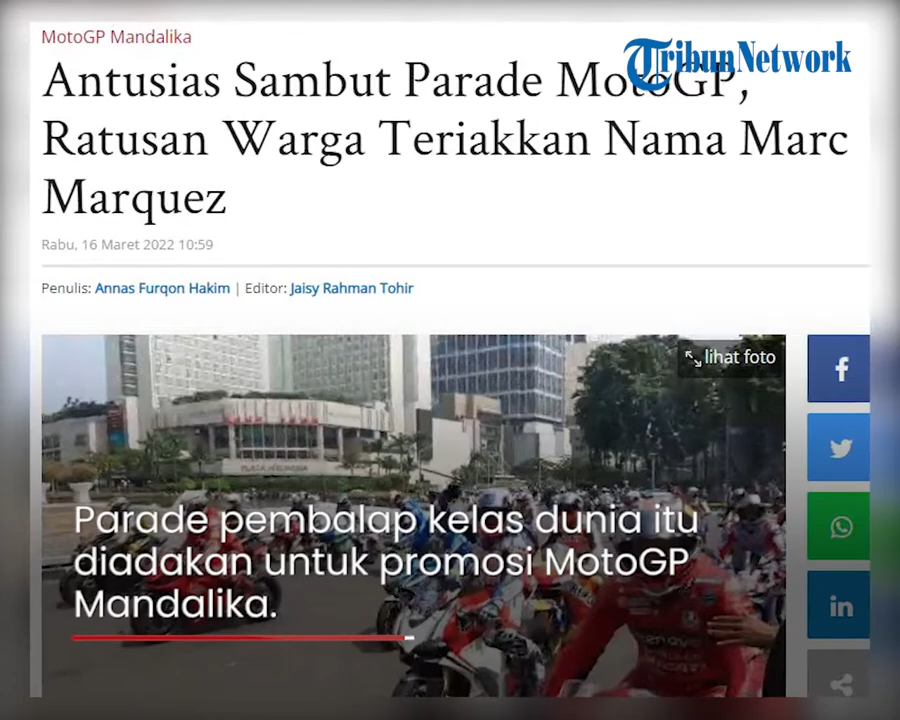 MotoGP Mandalika
TribunNetwork
Antusias Sambut Parade MotoGP,
Ratusan Warga Teriakkan Nama Marc
Marquez
Rabu, 16 Maret 2022 10:59
Penulis: Annas Furqon Hakim | Editor: Jaisy Rahman Tohir
lihat foto
PLAZA INDONESIA
Parade pembalap kelas dunia itu
diadakan untuk promosi MotoGP
Mandalika.